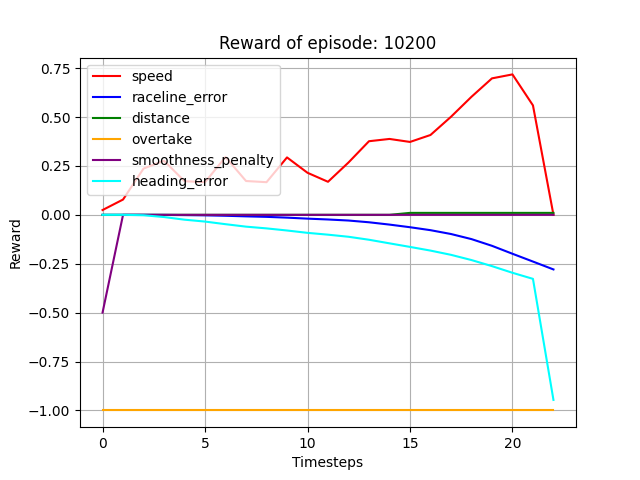 Reward of episode: 10200
speed
raceline_error
distance
overtake
smoothness_penalty
heading_error
0.75
0.50
0.25
0.00
−0.25
−0.50
−0.75
−1.00
Reward
0 5 10 15 20
Timesteps